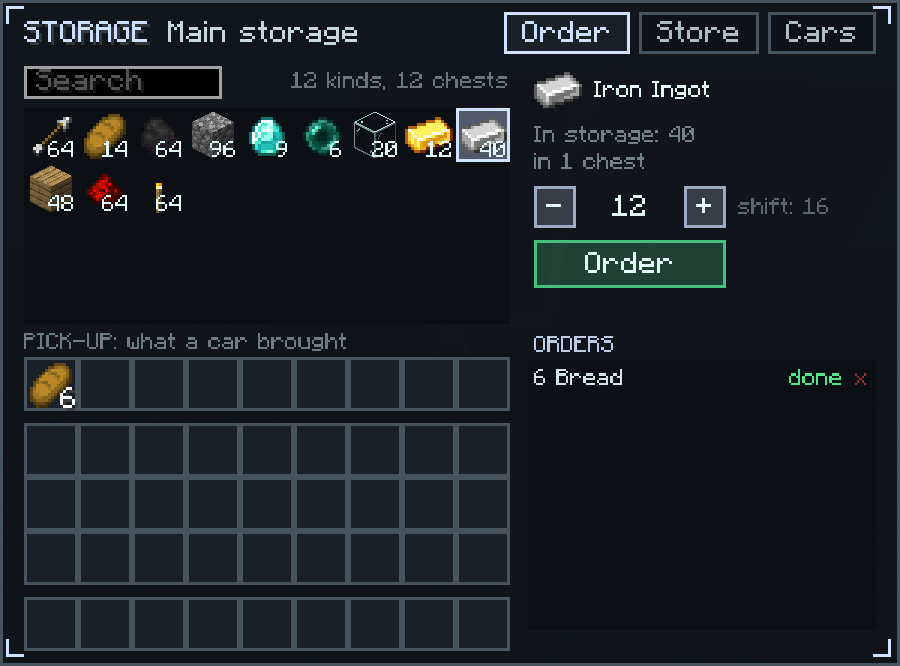 STORAGE Main storage
Order
Store
Cars
Search
12 kinds, 12 chests
64 14 64 96 9 6 20 12 40
48 64 64
Iron Ingot
In storage: 40
in 1 chest
- 12 + shift: 16
Order
PICK-UP: what a car brought
6
ORDERS
6 Bread done x